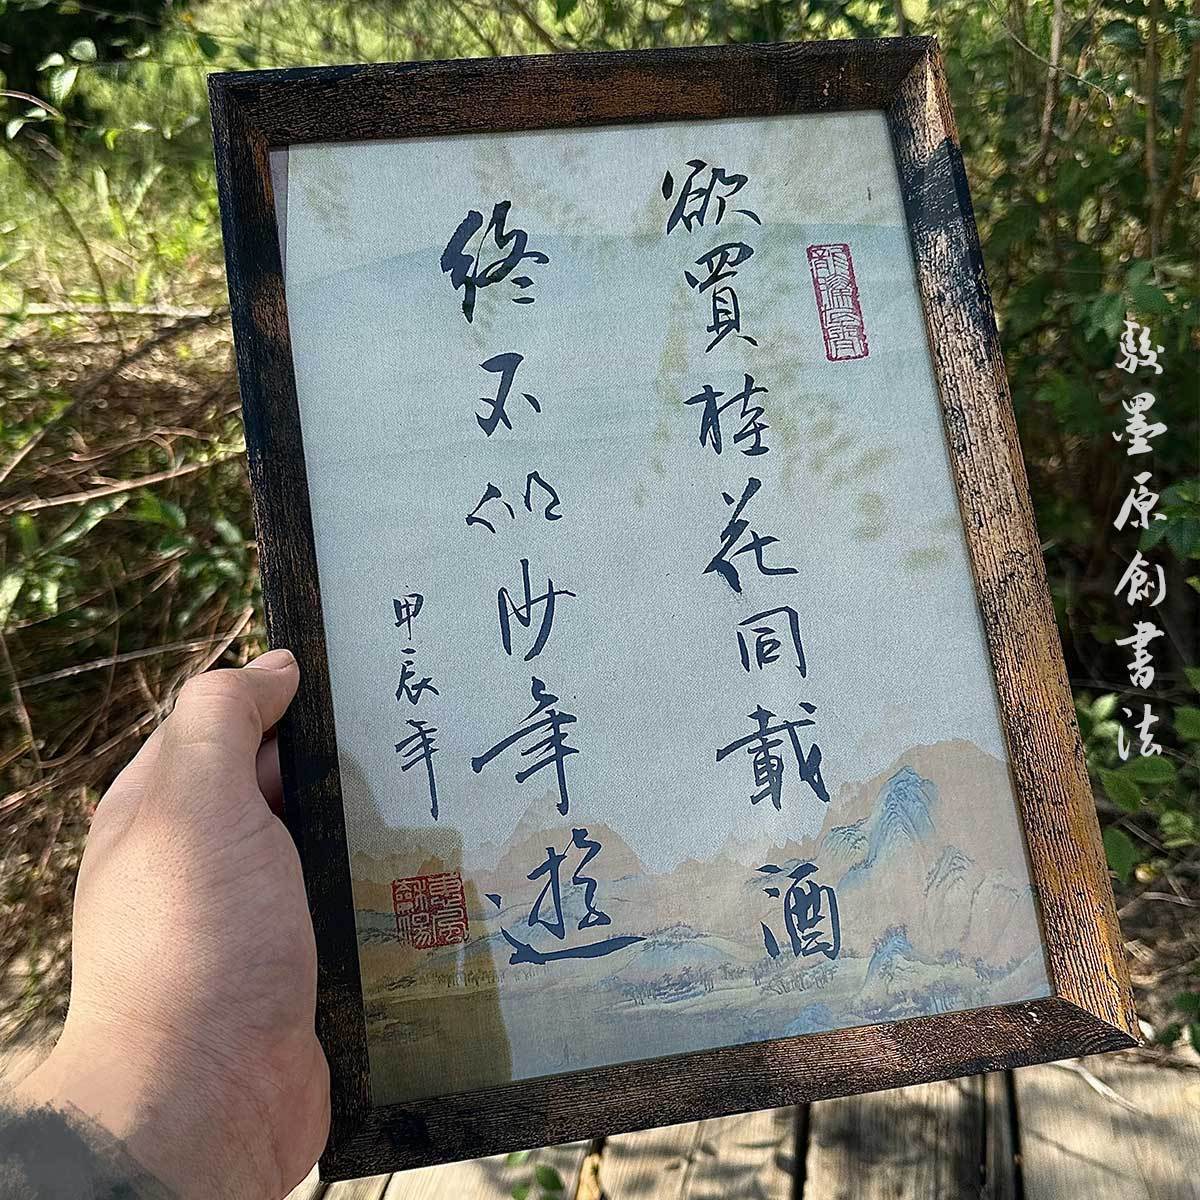 欲買桂花同載酒
終不似少年遊
甲辰年
駿墨原創書法